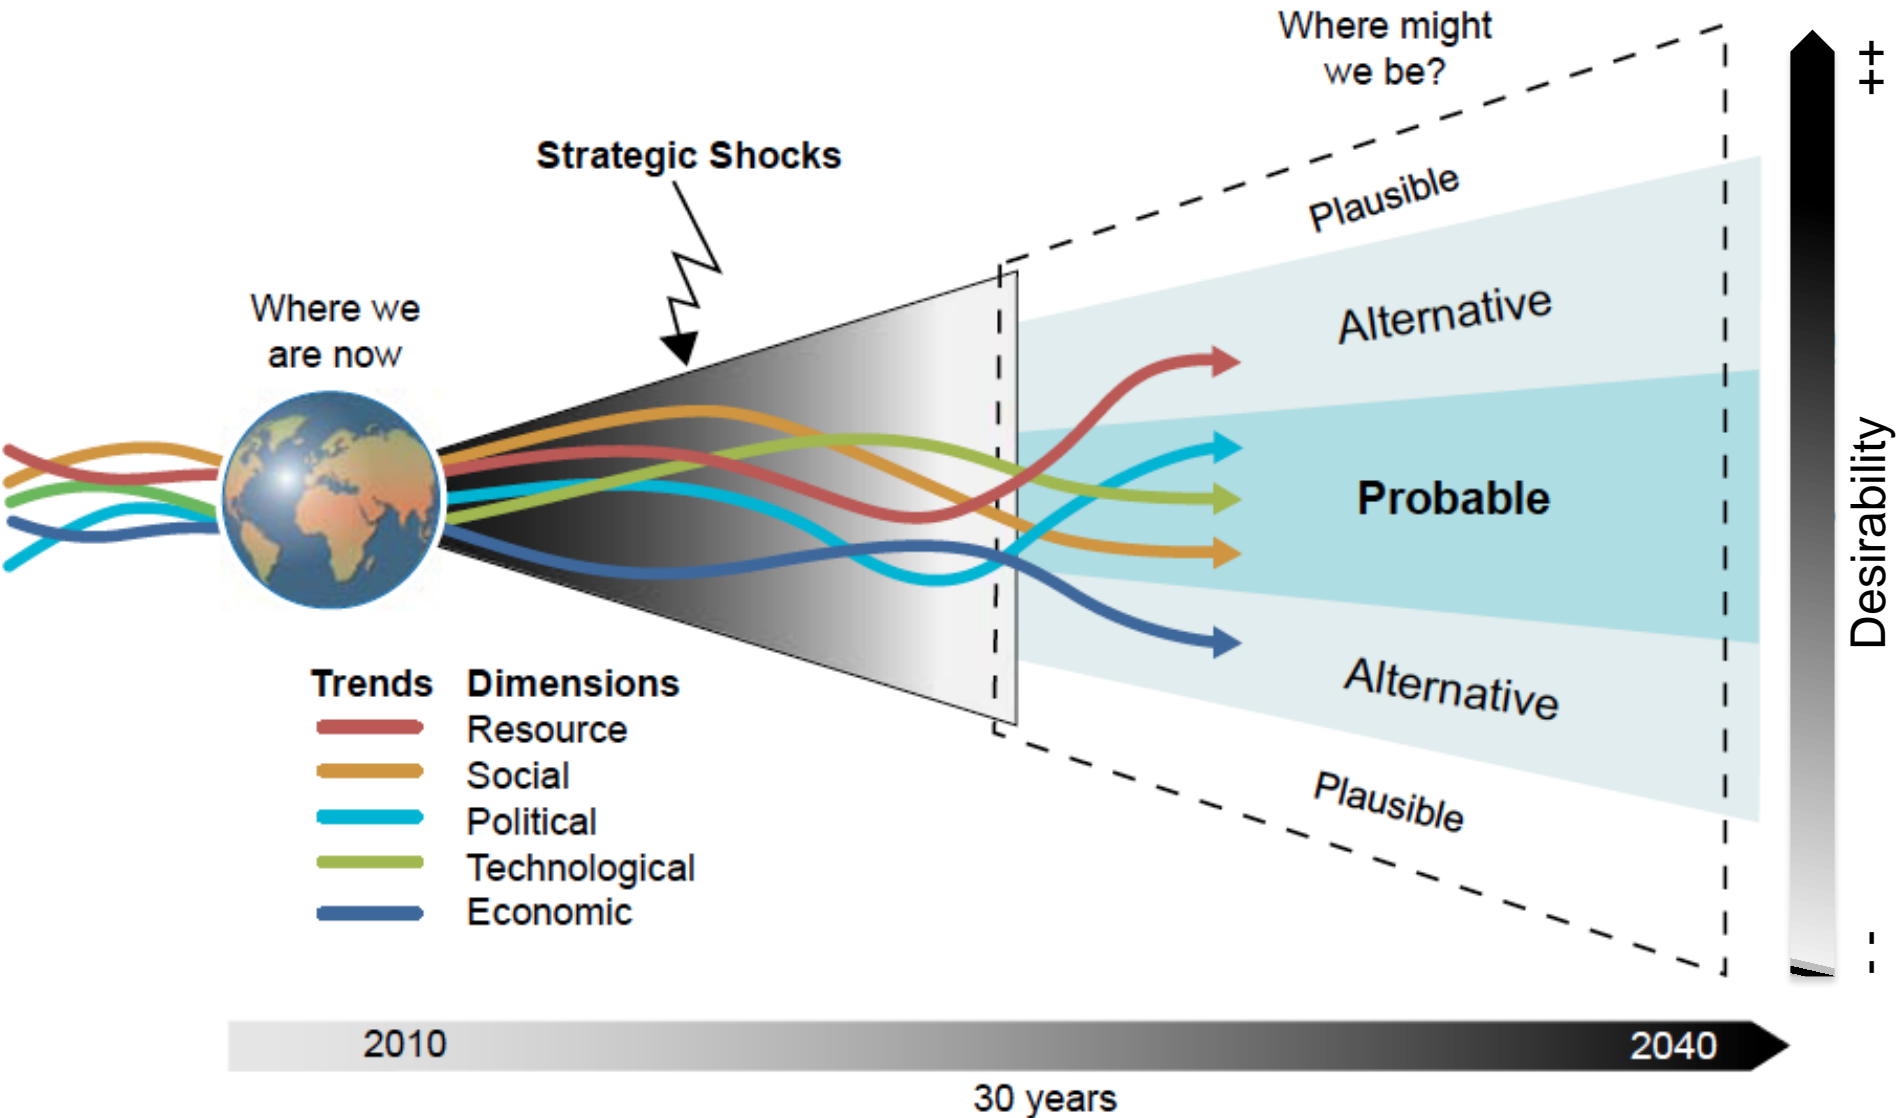 Where might
we be?
++
Strategic Shocks
Plausible
Where we
are now
Alternative
Probable
Desirability
Alternative
Plausible
Trends Dimensions
Resource
Social
Political
Technological
Economic
--
2010
2040
30 years